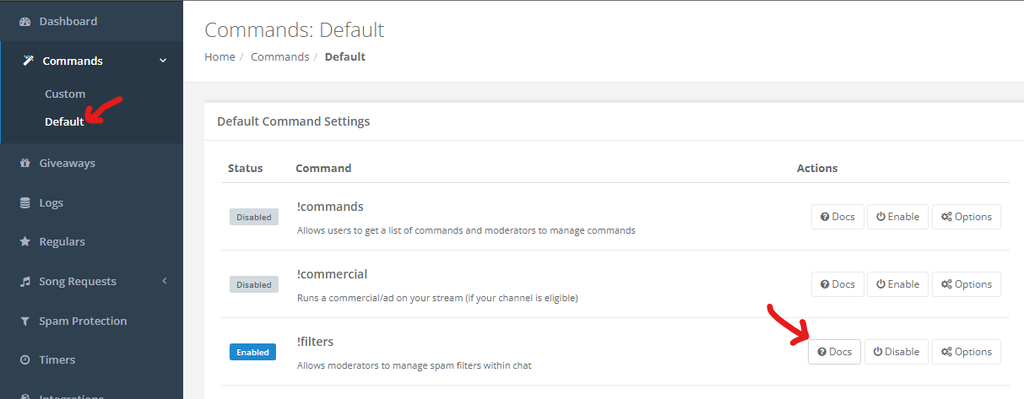 Dashboard
Commands
Custom
Default
Giveaways
Logs
Regulars
Song Requests
Spam Protection
Timers
Integrations
Commands: Default
Home / Commands / Default
Default Command Settings
Status Command Actions
Disabled !commands Docs Enable Options
Allows users to get a list of commands and moderators to manage commands
Disabled !commercial Docs Enable Options
Runs a commercial/ad on your stream (if your channel is eligible)
Enabled !filters Docs Disable Options
Allows moderators to manage spam filters within chat